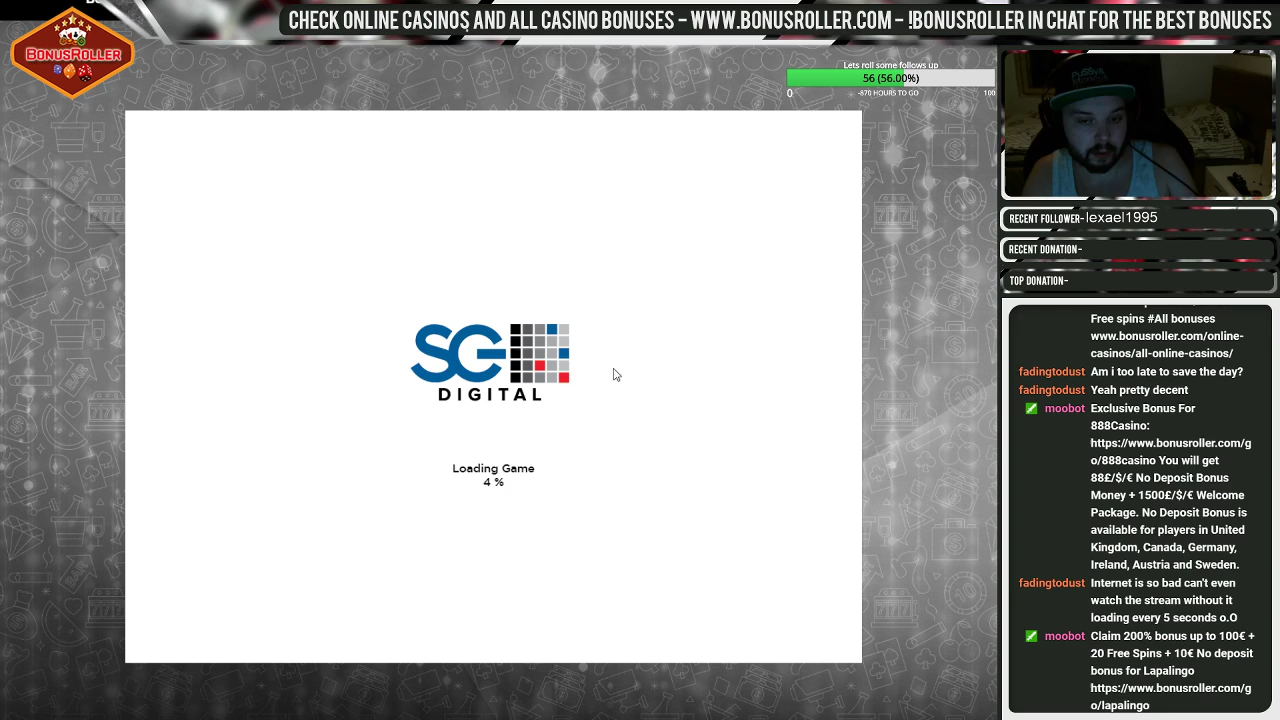 CHECK ONLINE CASINOS AND ALL CASINO BONUSES - WWW.BONUSROLLER.COM - !BONUSROLLER IN CHAT FOR THE BEST BONUSES
BONUSROLLER
Lets roll some follows up
56 (56.00%)
0
-870 HOURS TO GO
100
SG
DIGITAL
Loading Game
4 %
RECENT FOLLOWER-lexael1995
RECENT DONATION-
TOP DONATION-
Free spins #All bonuses
www.bonusroller.com/online-
casinos/all-online-casinos/
fadingtodust Am i too late to save the day?
fadingtodust Yeah pretty decent
moobot Exclusive Bonus For
888Casino:
https://www.bonusroller.com/g
o/888casino You will get
88£/$/€ No Deposit Bonus
Money + 1500£/$/€ Welcome
Package. No Deposit Bonus is
available for players in United
Kingdom, Canada, Germany,
Ireland, Austria and Sweden.
fadingtodust Internet is so bad can't even
watch the stream without it
loading every 5 seconds o.O
moobot Claim 200% bonus up to 100€ +
20 Free Spins + 10€ No deposit
bonus for Lapalingo
https://www.bonusroller.com/g
o/lapalingo